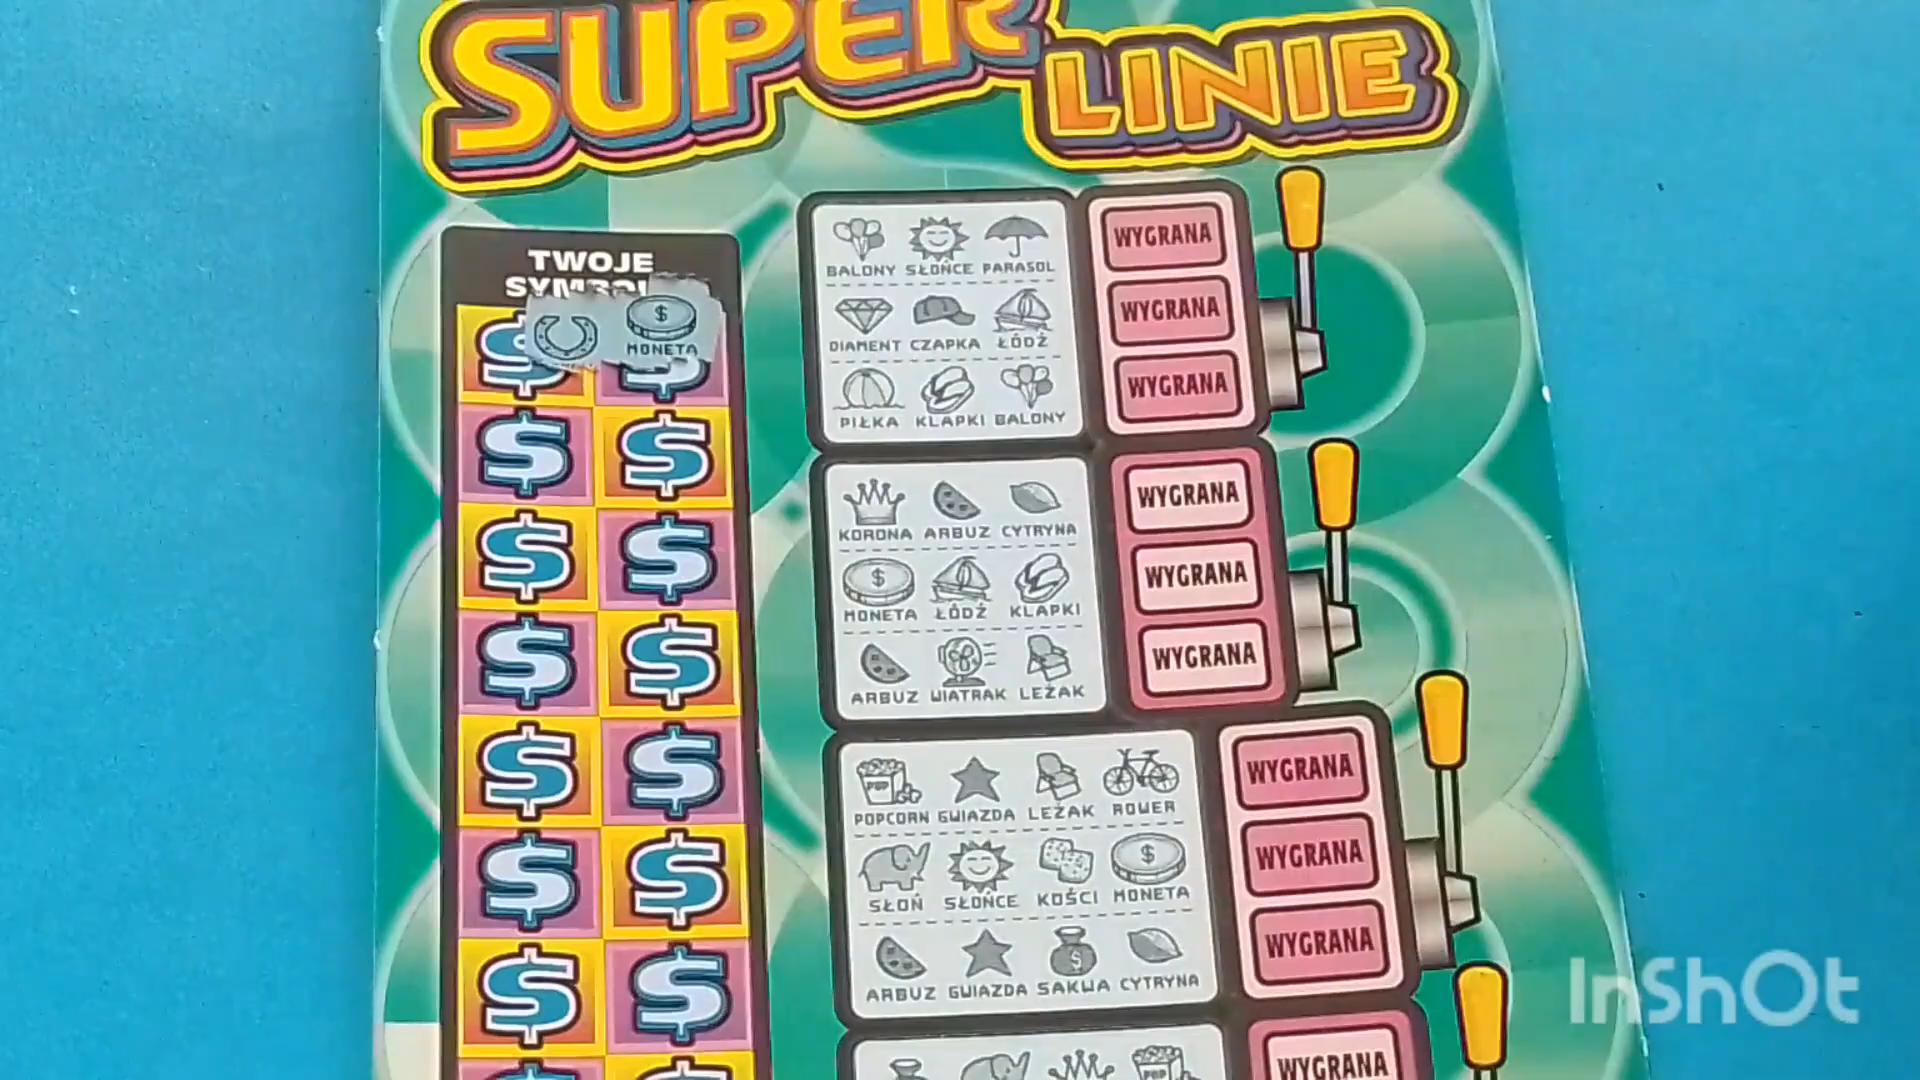 SUPER
LINIE
TWOJE
MONETA
BALONY SŁOŃCE PARASOL
DIAMENT CZAPKA ŁÓDŹ
PIŁKA KLAPKI BALONY
WYGRANA
WYGRANA
WYGRANA
KORONA ARBUZ CYTRYNA
MONETA ŁÓDŹ KLAPKI
ARBUZ WIATRAK LEŻAK
WYGRANA
WYGRANA
WYGRANA
POP
POPCORN GWIAZDA LEŻAK ROWER
SŁOŃ SŁOŃCE KOŚCI MONETA
ARBUZ GWIAZDA SAKWA CYTRYNA
WYGRANA
WYGRANA
WYGRANA
WYGRANA
InShOt